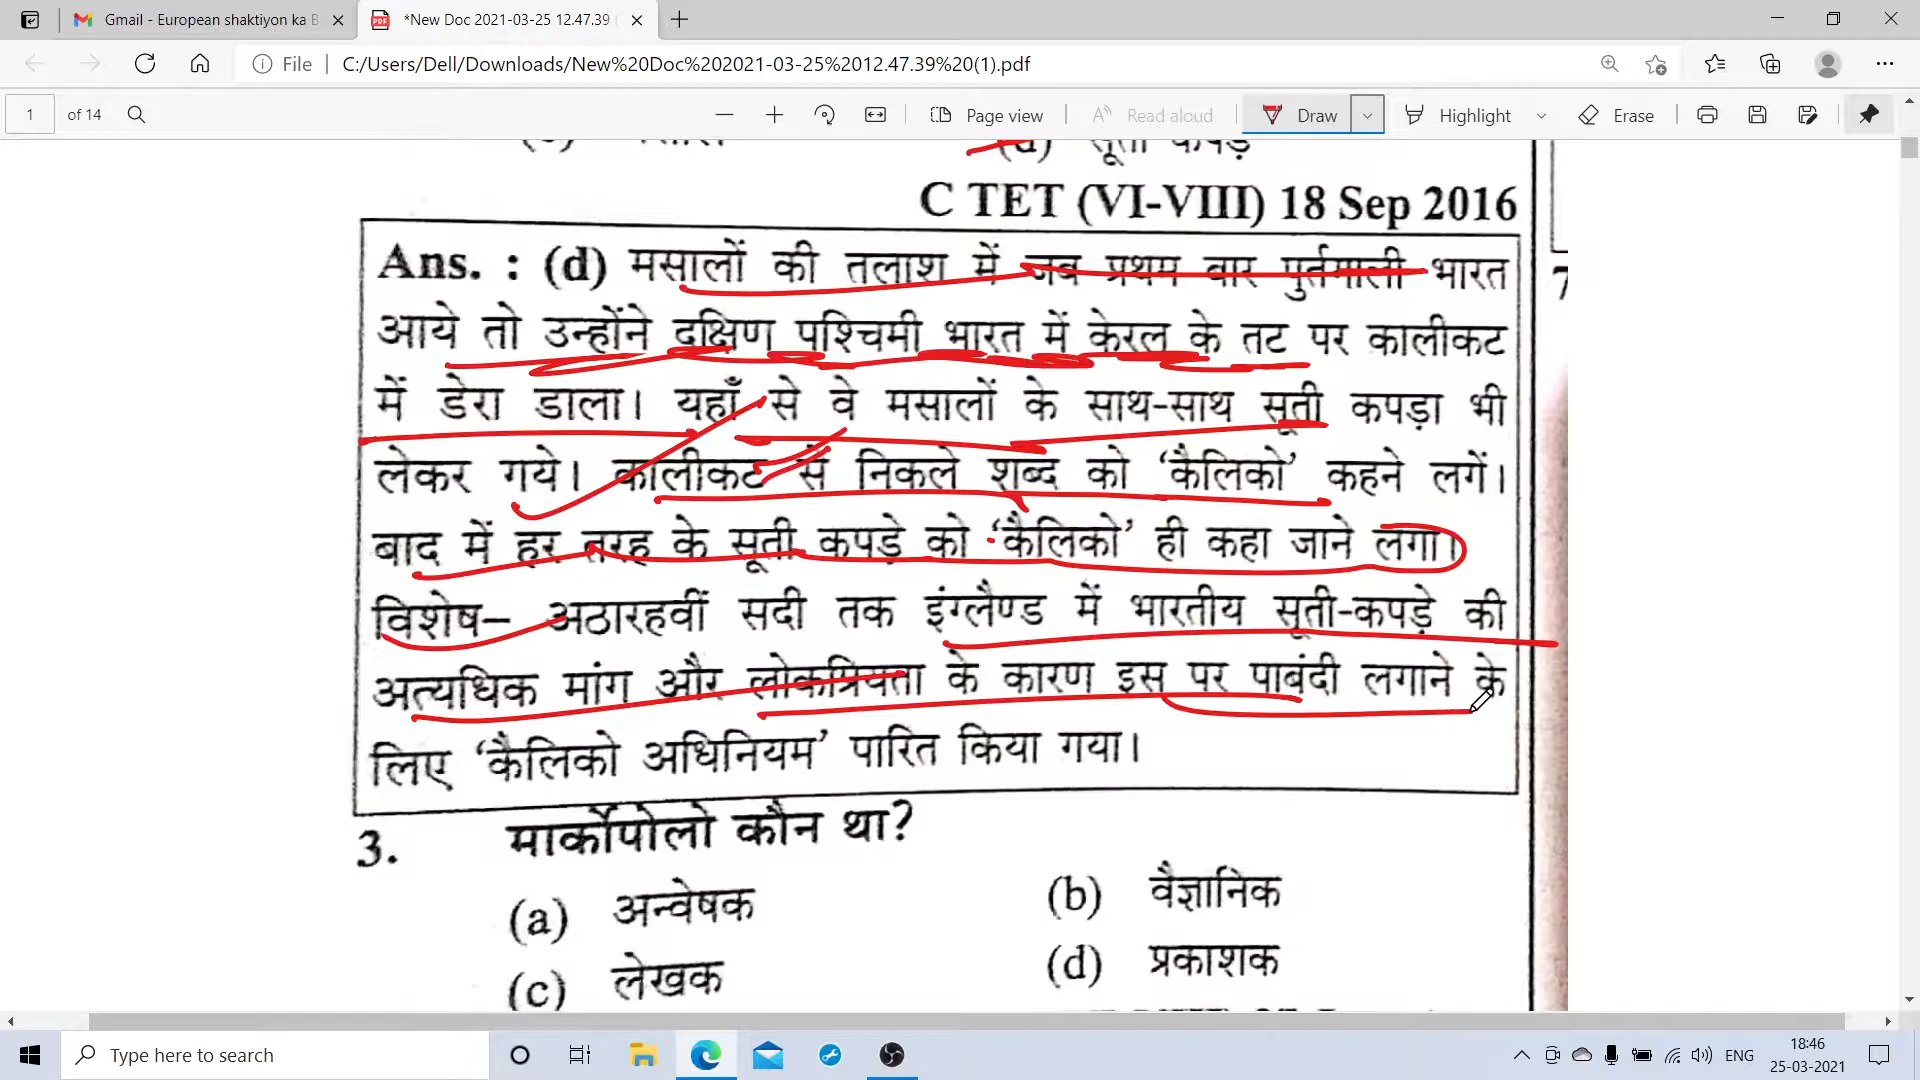 Gmail - European shaktiyon ka B
*New Doc 2021-03-25 12.47.39
File
C:/Users/Dell/Downloads/New%20Doc%202021-03-25%2012.47.39%20(1).pdf
1 of 14
Page view
Read aloud
Draw
Highlight
Erase
(d) सूती कपड़े
C TET (VI-VIII) 18 Sep 2016
Ans. : (d) मसालों की तलाश में जब प्रथम बार पुर्तगाली भारत
आये तो उन्होंने दक्षिण पश्चिमी भारत में केरल के तट पर कालीकट
में डेरा डाला। यहाँ से वे मसालों के साथ-साथ सूती कपड़ा भी
लेकर गये। कालीकट से निकले शब्द को ‘कैलिको’ कहने लगें।
बाद में हर तरह के सूती कपड़े को ‘कैलिको’ ही कहा जाने लगा।
विशेष– अठारहवीं सदी तक इंग्लैण्ड में भारतीय सूती-कपड़े की
अत्यधिक मांग और लोकप्रियता के कारण इस पर पाबंदी लगाने के
लिए ‘कैलिको अधिनियम’ पारित किया गया।
3. मार्कोपोलो कौन था?
(a) अन्वेषक (b) वैज्ञानिक
(c) लेखक (d) प्रकाशक
7
Type here to search
ENG
18:46
25-03-2021